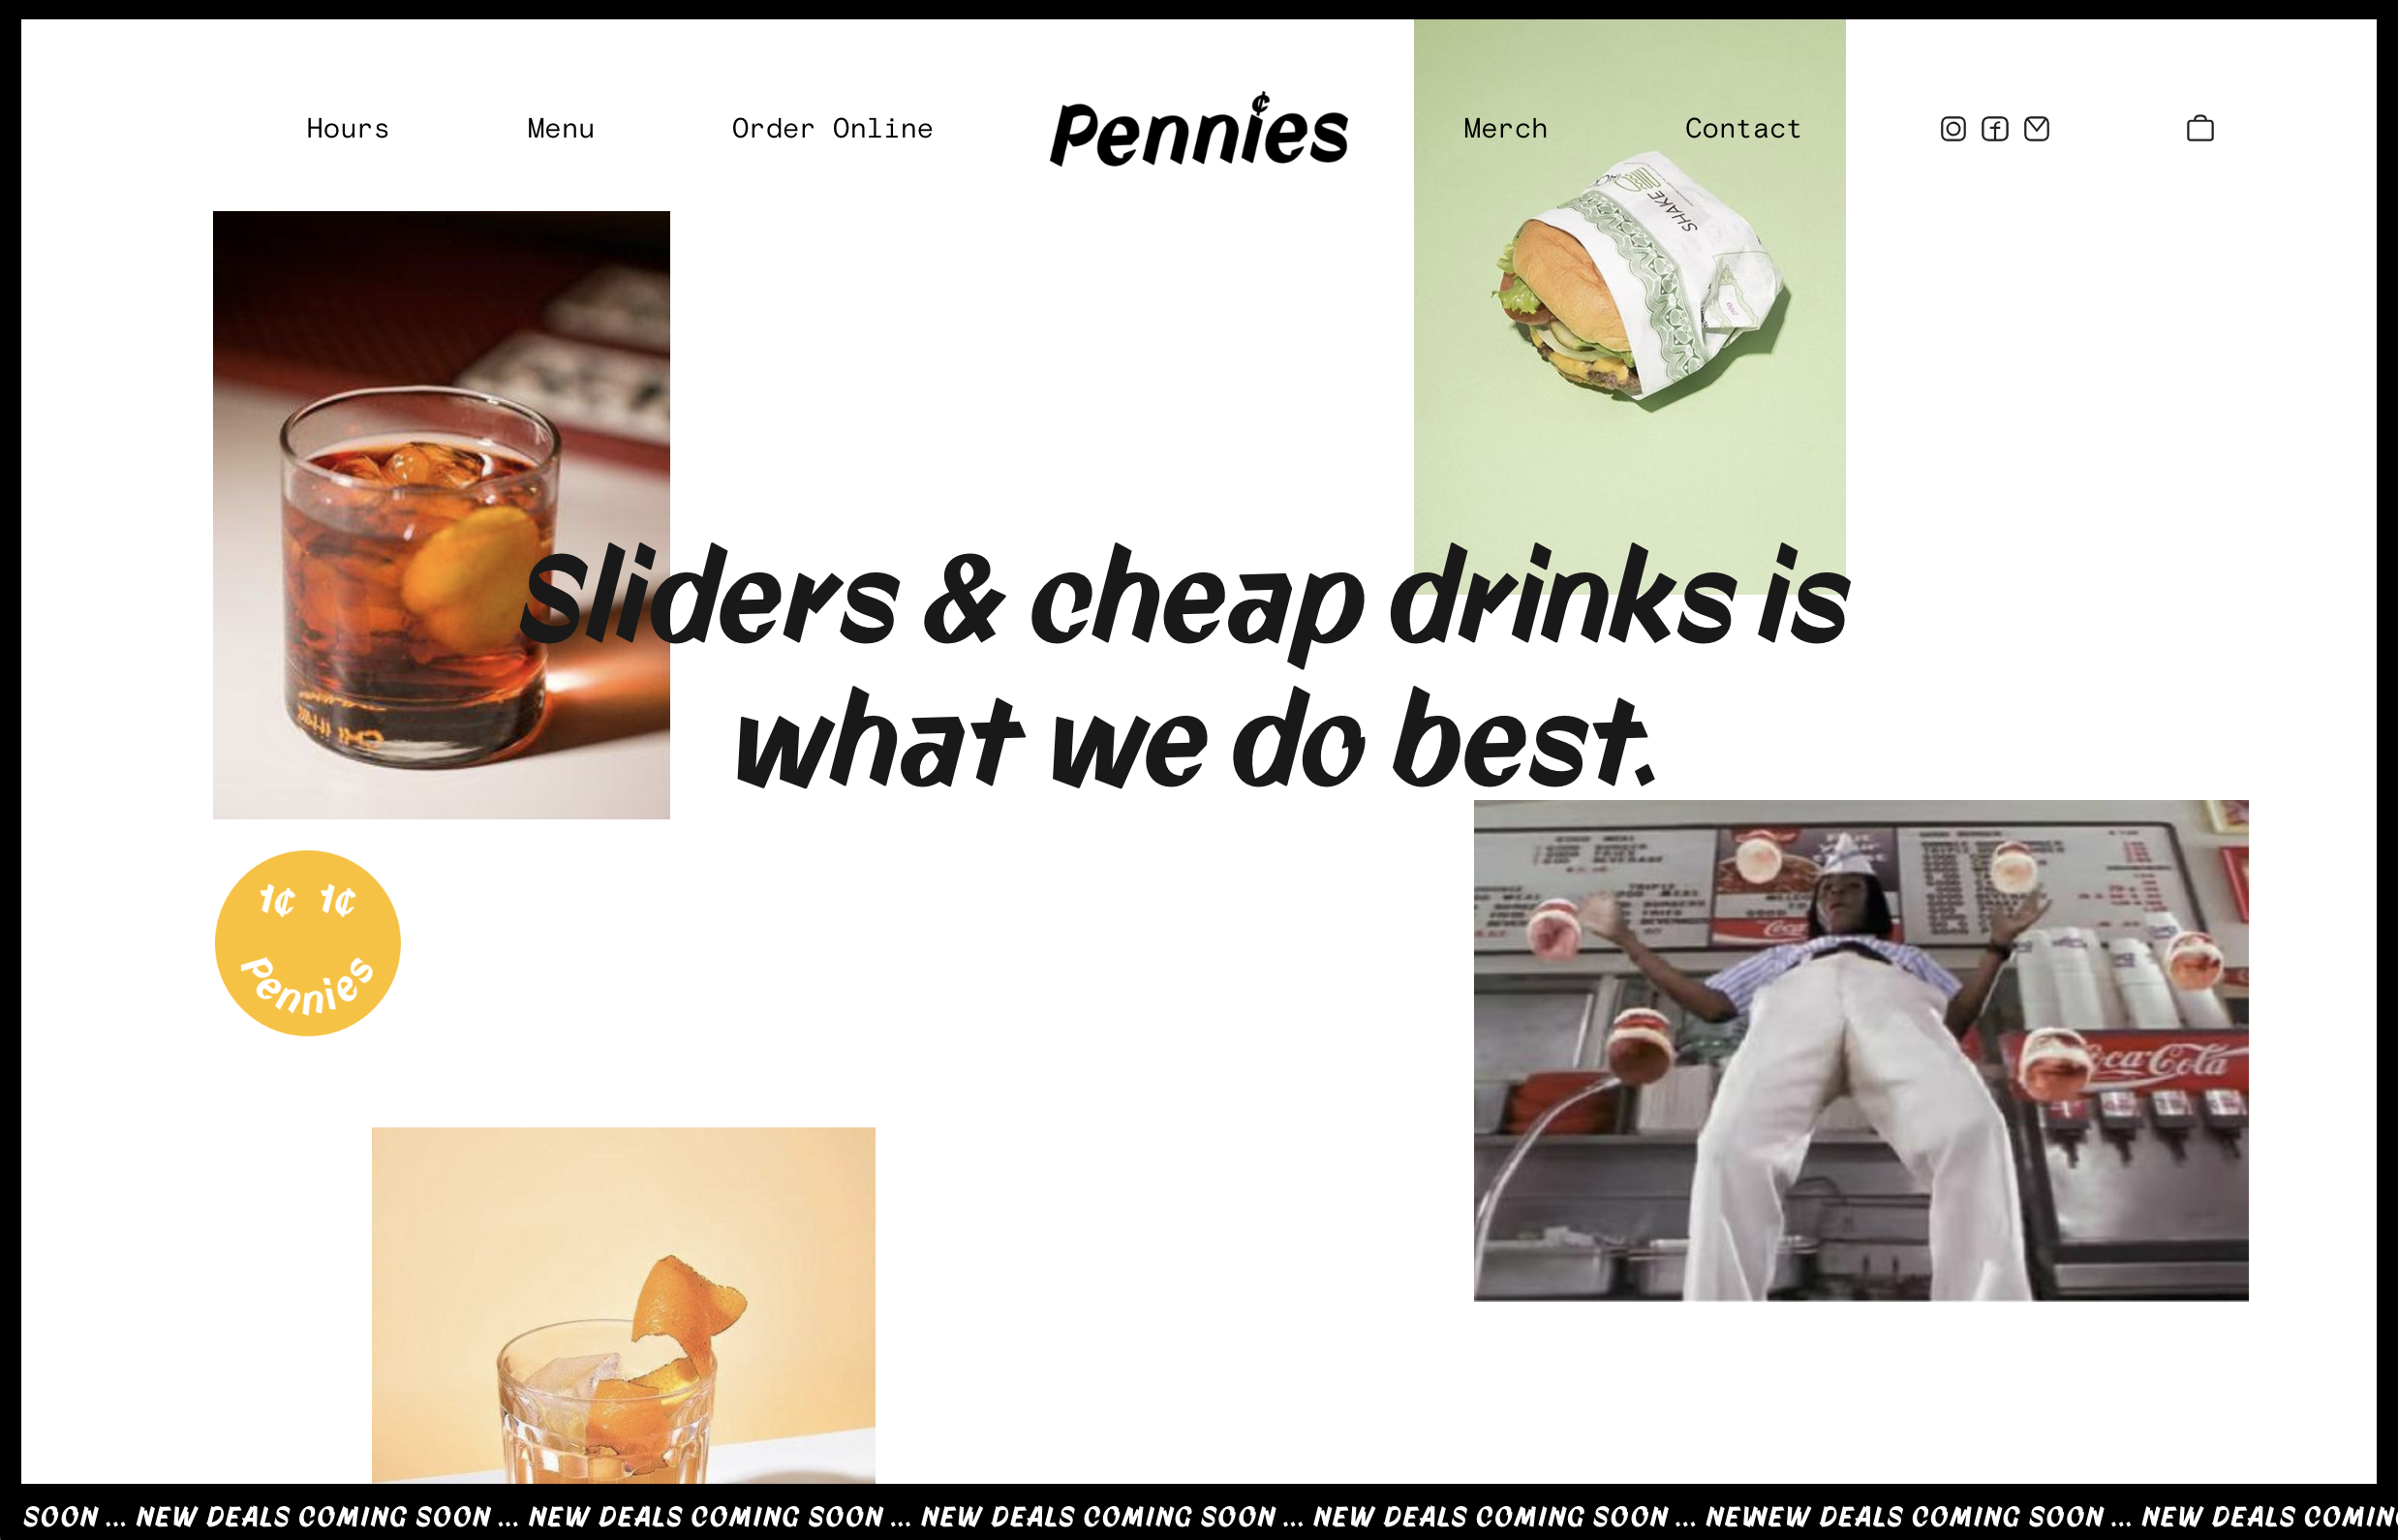 Hours
Menu
Order Online
Pennies
¢
Merch
Contact
SHAKE
Sliders & cheap drinks is
what we do best.
1¢ 1¢
Pennies
Coca
Coca-Cola
SOON ... NEW DEALS COMING SOON ... NEW DEALS COMING SOON ... NEW DEALS COMING SOON ... NEW DEALS COMING SOON ... NEWNEW DEALS COMING SOON ... NEW DEALS COMIN